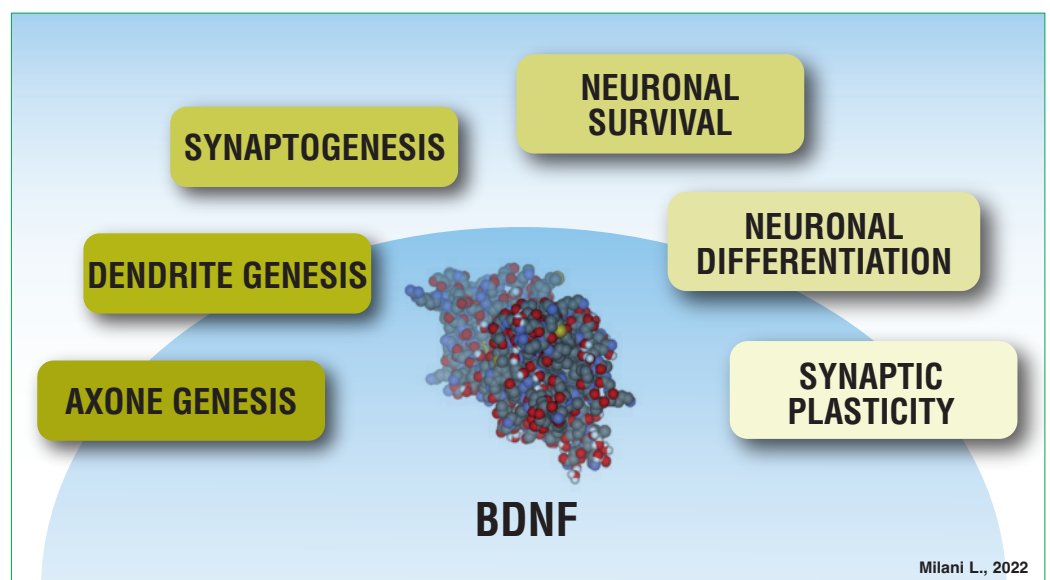 NEURONAL
SURVIVAL
SYNAPTOGENESIS
NEURONAL
DIFFERENTIATION
DENDRITE GENESIS
SYNAPTIC
PLASTICITY
AXONE GENESIS
BDNF
Milani L., 2022